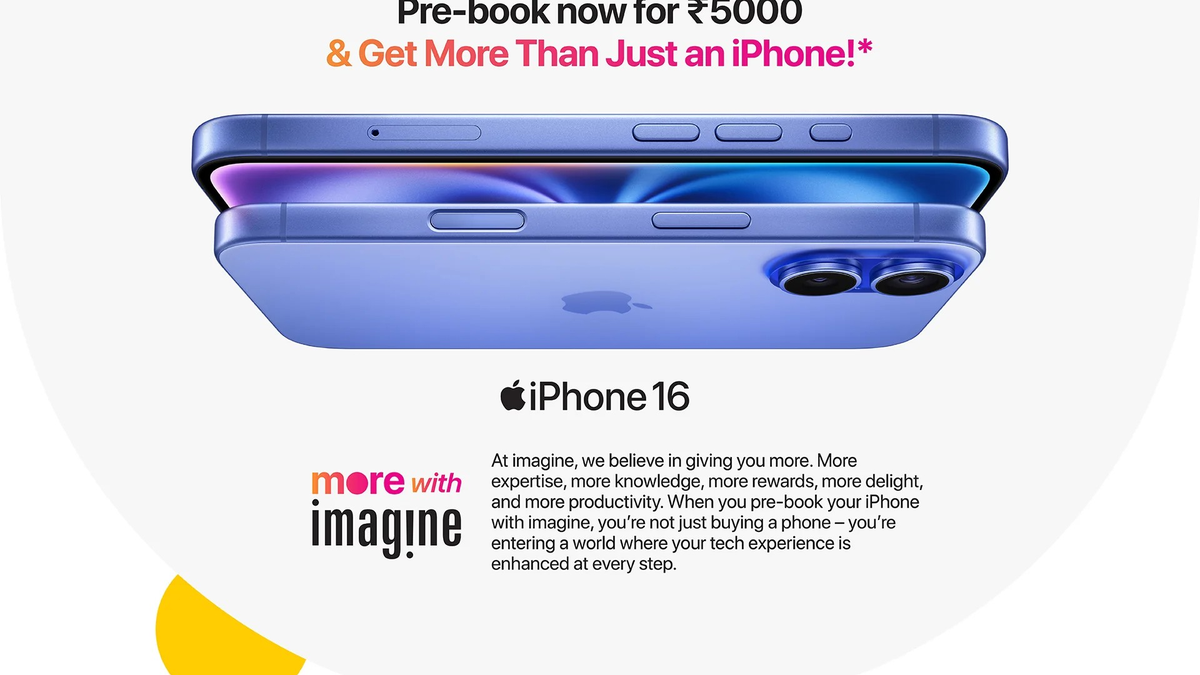 Pre-book now for ₹5000
& Get More Than Just an iPhone!*
iPhone 16
more with
imagine
At imagine, we believe in giving you more. More
expertise, more knowledge, more rewards, more delight,
and more productivity. When you pre-book your iPhone
with imagine, you’re not just buying a phone – you’re
entering a world where your tech experience is
enhanced at every step.